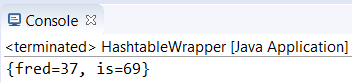 Console
<terminated> HashtableWrapper [Java Application]
{fred=37, is=69}